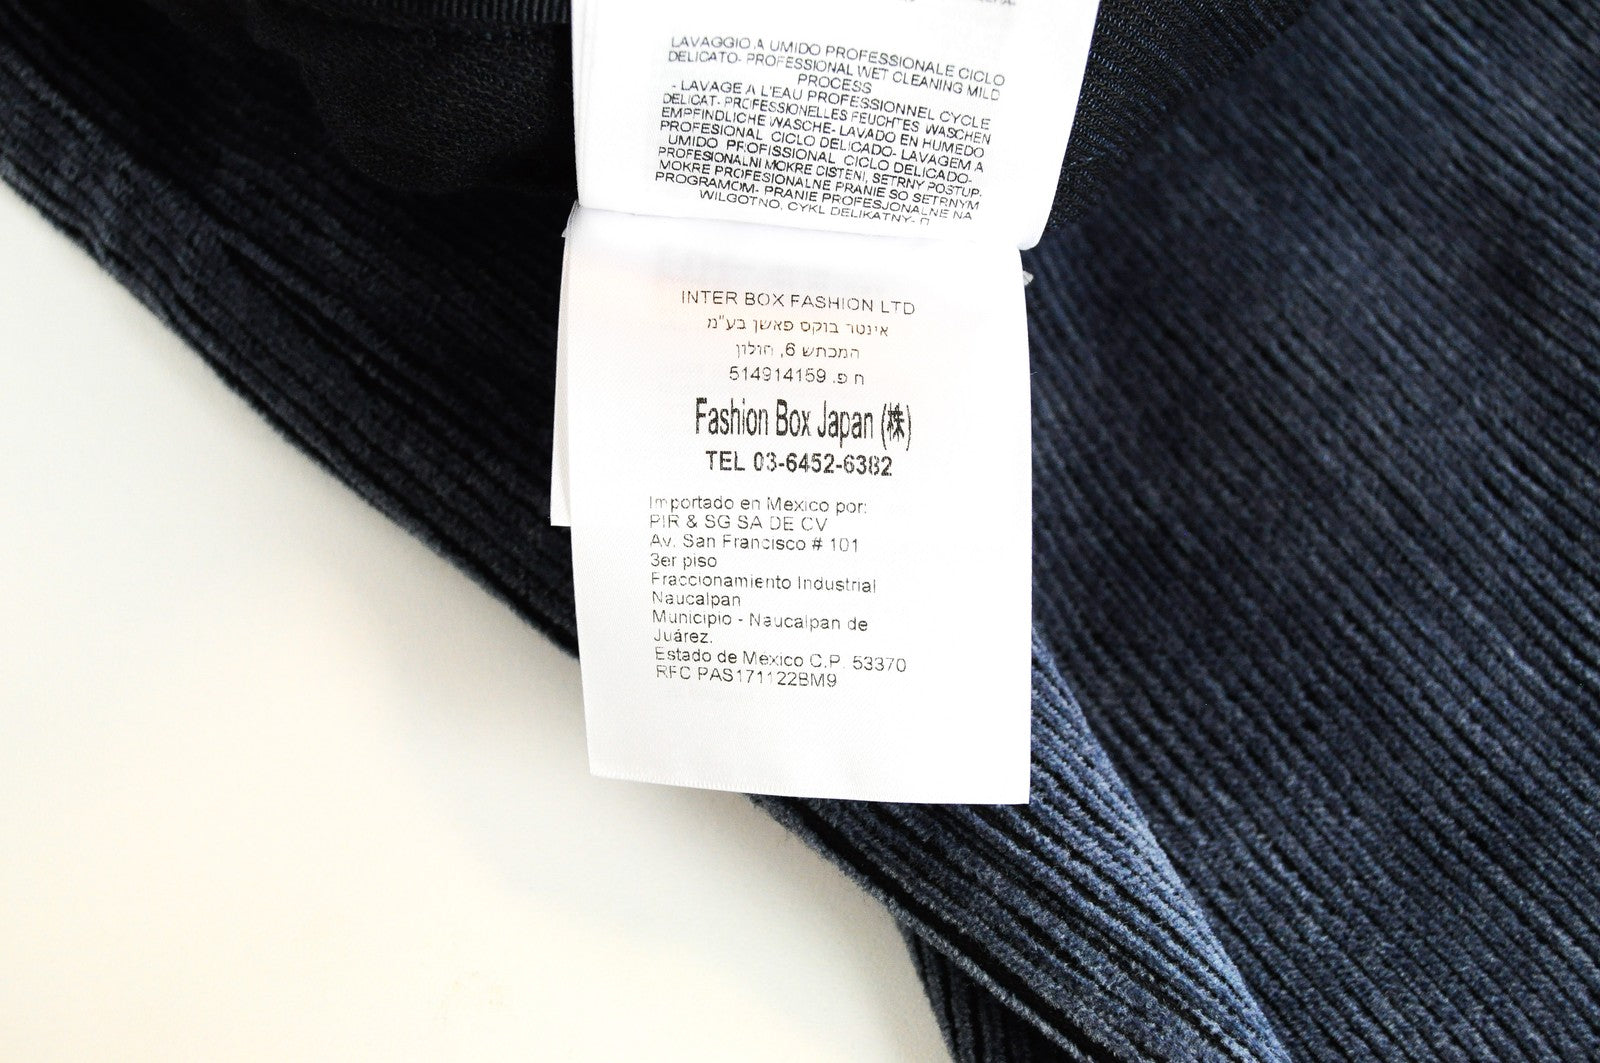 LAVAGGIO A UMIDO PROFESSIONALE CICLO
DELICATO- PROFESSIONAL WET CLEANING MILD
PROCESS
- LAVAGE A L'EAU PROFESSIONNEL CYCLE
DELICAT- PROFESSIONELLES FEUCHTES WASCHEN
EMPFINDLICHE WASCHE- LAVADO EN HUMEDO
PROFESIONAL CICLO DELICADO- LAVAGEM A
UMIDO PROFISSIONAL CICLO DELICADO-
PROFESIONALNI MOKRE CISTENI, SETRNY POSTUP.
MOKRE PROFESIONALNE PRANIE SO SETRNYM
PROGRAMOM- PRANIE PROFESJONALNE NA
WILGOTNO, CYKL DELIKATNY- П
INTER BOX FASHION LTD
אינטר בוקס פאשן בע"מ
המכתש 6, חולון
ח פ. 514914159
Fashion Box Japan (株)
TEL 03-6452-6382
Importado en Mexico por:
PIR & SG SA DE CV
Av. San Francisco # 101
3er piso
Fraccionamiento Industrial
Naucalpan
Municipio - Naucalpan de
Juárez.
Estado de Mexico C.P. 53370
RFC PAS171122BM9